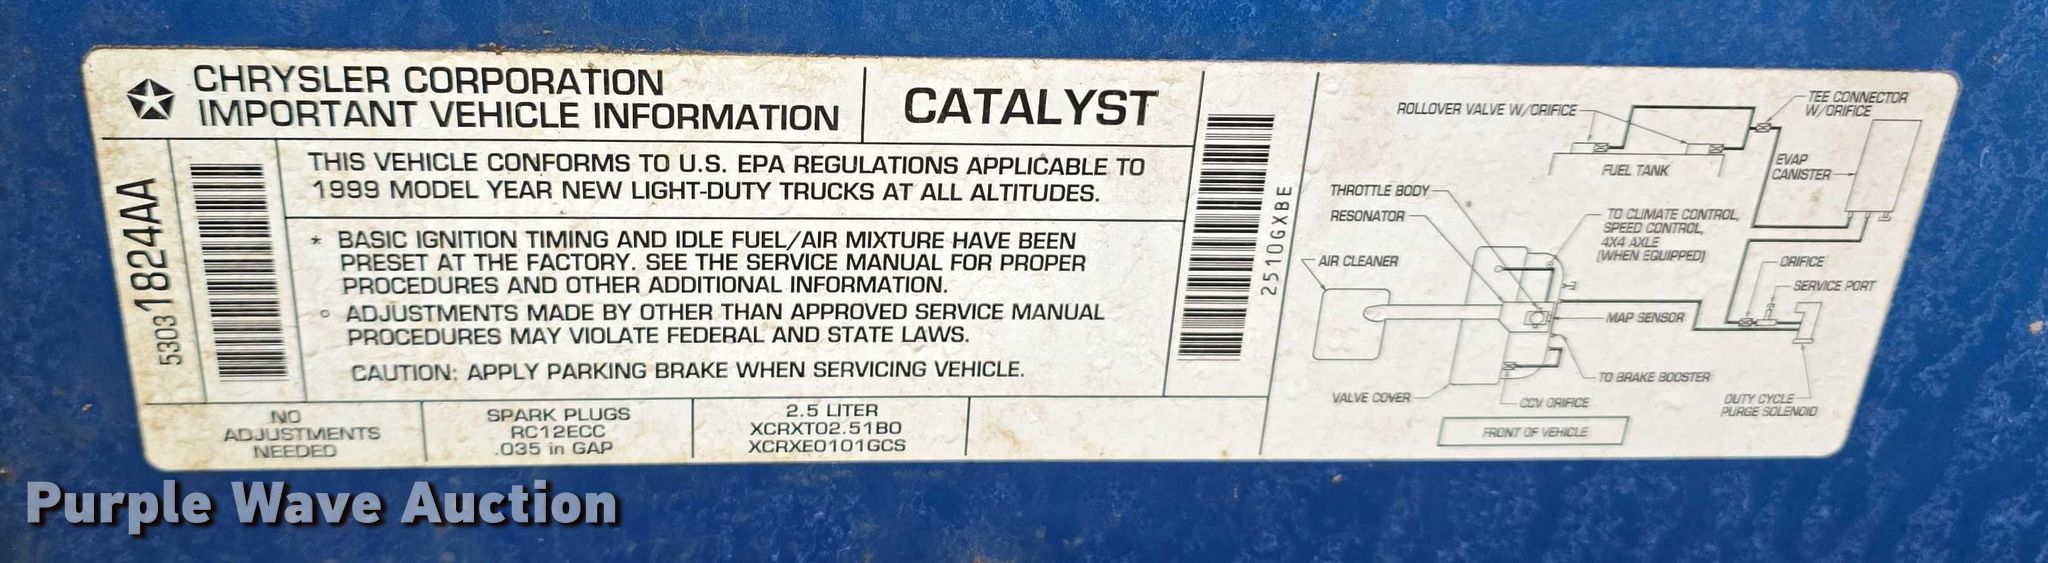 CHRYSLER CORPORATION
IMPORTANT VEHICLE INFORMATION
CATALYST
53031824AA
THIS VEHICLE CONFORMS TO U.S. EPA REGULATIONS APPLICABLE TO
1999 MODEL YEAR NEW LIGHT-DUTY TRUCKS AT ALL ALTITUDES.
* BASIC IGNITION TIMING AND IDLE FUEL/AIR MIXTURE HAVE BEEN
PRESET AT THE FACTORY. SEE THE SERVICE MANUAL FOR PROPER
PROCEDURES AND OTHER ADDITIONAL INFORMATION.
° ADJUSTMENTS MADE BY OTHER THAN APPROVED SERVICE MANUAL
PROCEDURES MAY VIOLATE FEDERAL AND STATE LAWS.
CAUTION: APPLY PARKING BRAKE WHEN SERVICING VEHICLE.
NO
ADJUSTMENTS
NEEDED
SPARK PLUGS
RC12ECC
.035 in GAP
2.5 LITER
XCRXT02.51B0
XCRXE0101GCS
2510GXBE
ROLLOVER VALVE W/ORIFICE
TEE CONNECTOR
W/ORIFICE
FUEL TANK
EVAP
CANISTER
THROTTLE BODY
RESONATOR
AIR CLEANER
TO CLIMATE CONTROL,
SPEED CONTROL,
4X4 AXLE
(WHEN EQUIPPED)
ORIFICE
SERVICE PORT
MAP SENSOR
TO BRAKE BOOSTER
VALVE COVER
CCV ORIFICE
DUTY CYCLE
PURGE SOLENOID
FRONT OF VEHICLE
Purple Wave Auction